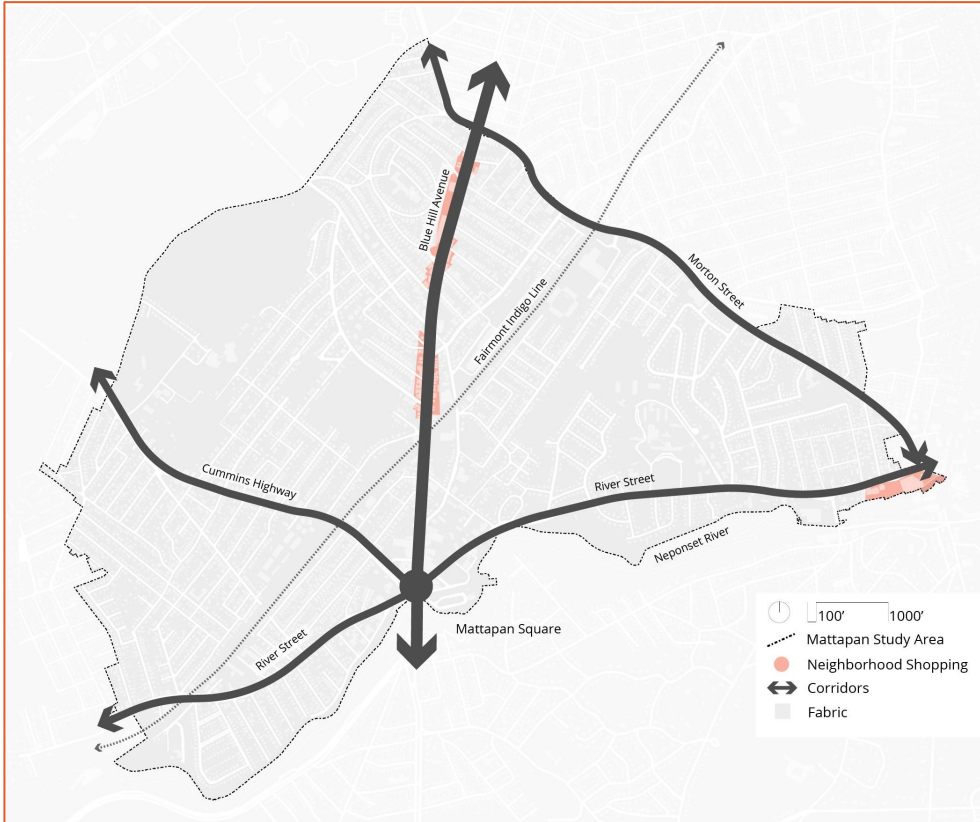 Blue Hill Avenue
Morton Street
Fairmont Indigo Line
Cummins Highway
River Street
Neponset River
Mattapan Square
River Street
100’ 1000’
Mattapan Study Area
Neighborhood Shopping
Corridors
Fabric